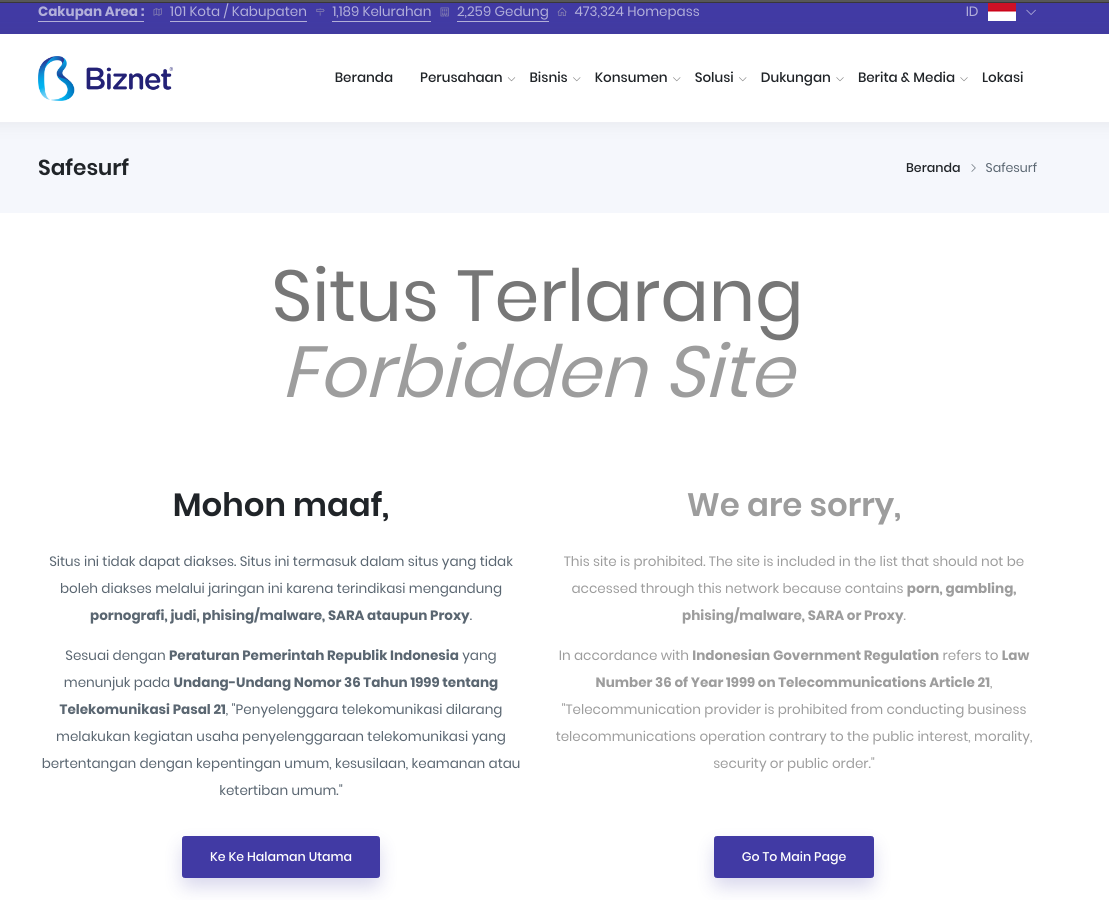 Cakupan Area : 101 Kota / Kabupaten 1,189 Kelurahan 2,259 Gedung 473,324 Homepass ID
Biznet
Beranda Perusahaan Bisnis Konsumen Solusi Dukungan Berita & Media Lokasi
Safesurf
Beranda > Safesurf
Situs Terlarang
Forbidden Site
Mohon maaf,
Situs ini tidak dapat diakses. Situs ini termasuk dalam situs yang tidak
boleh diakses melalui jaringan ini karena terindikasi mengandung
pornografi, judi, phising/malware, SARA ataupun Proxy.
Sesuai dengan Peraturan Pemerintah Republik Indonesia yang
menunjuk pada Undang-Undang Nomor 36 Tahun 1999 tentang
Telekomunikasi Pasal 21, "Penyelenggara telekomunikasi dilarang
melakukan kegiatan usaha penyelenggaraan telekomunikasi yang
bertentangan dengan kepentingan umum, kesusilaan, keamanan atau
ketertiban umum."
Ke Ke Halaman Utama
We are sorry,
This site is prohibited. The site is included in the list that should not be
accessed through this network because contains porn, gambling,
phising/malware, SARA or Proxy.
In accordance with Indonesian Government Regulation refers to Law
Number 36 of Year 1999 on Telecommunications Article 21,
"Telecommunication provider is prohibited from conducting business
telecommunications operation contrary to the public interest, morality,
security or public order."
Go To Main Page